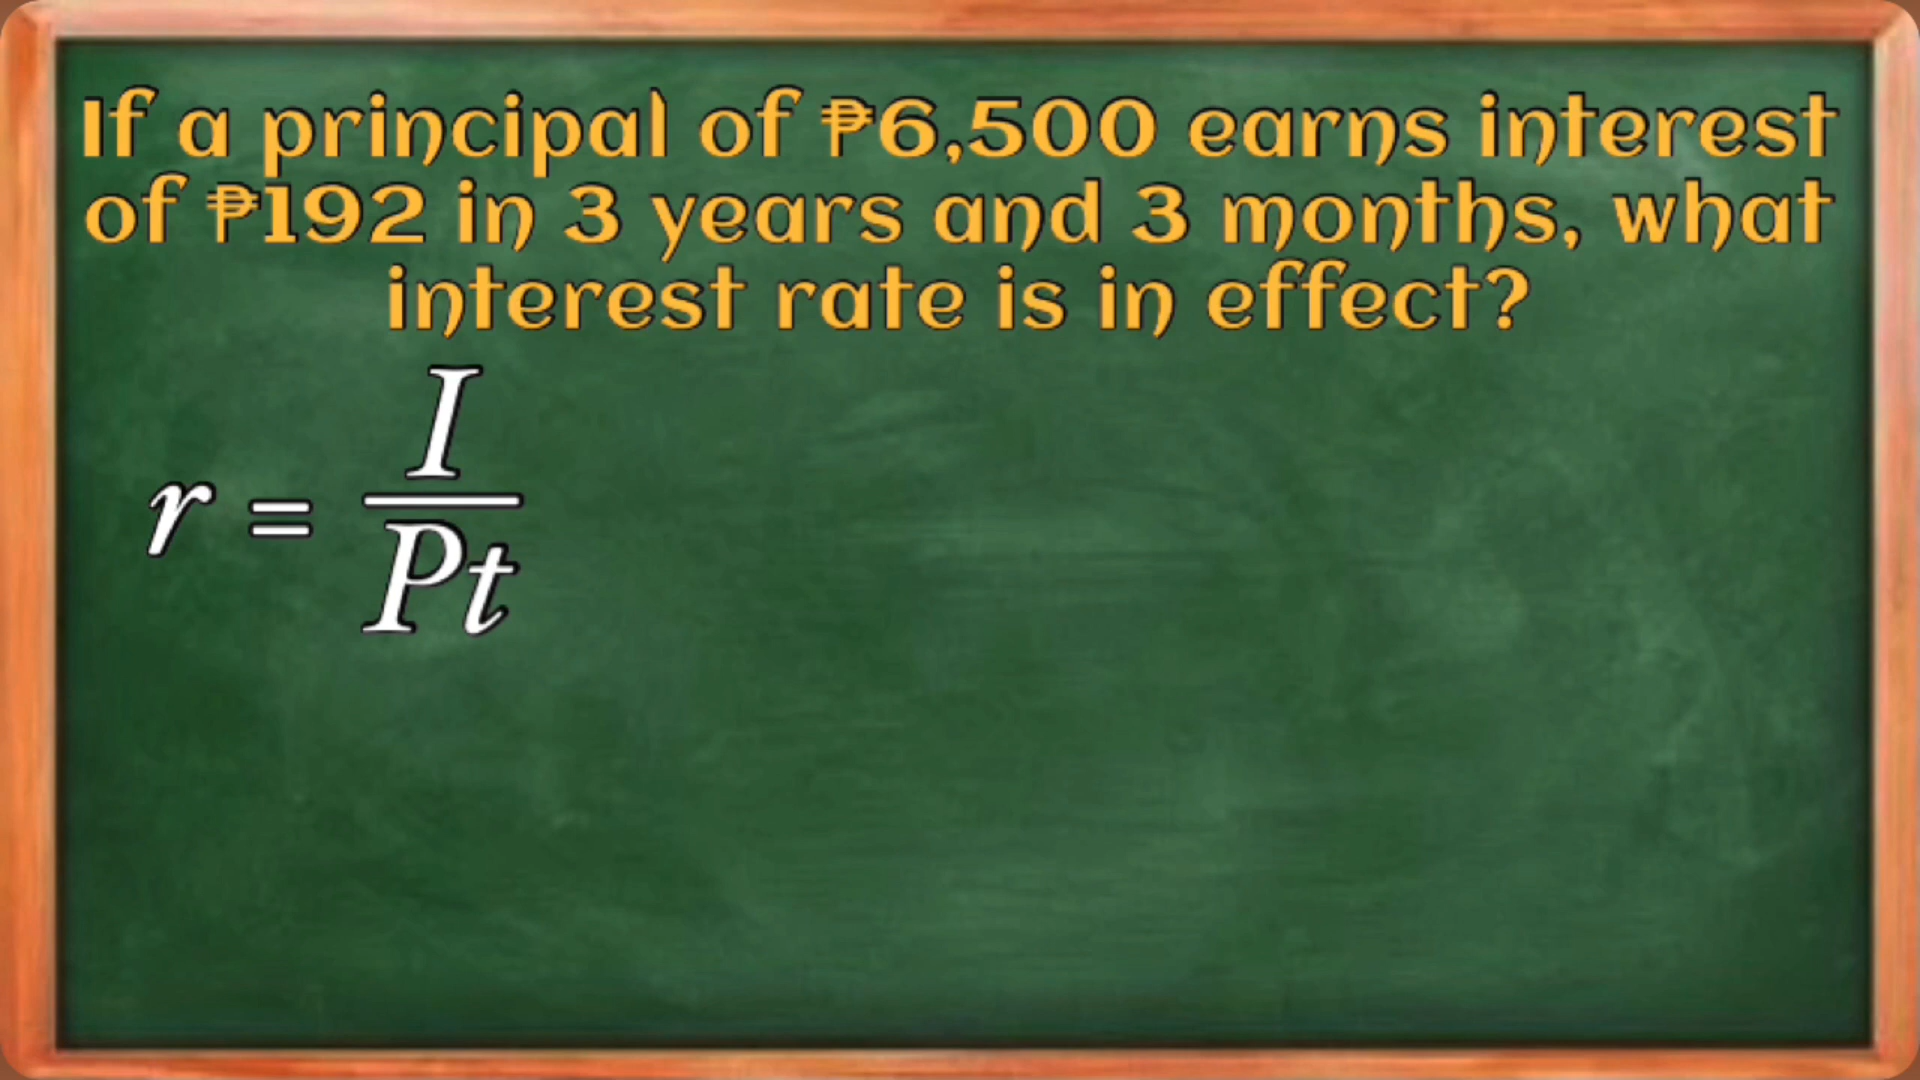 If a principal of ₱6,500 earns interest
of ₱192 in 3 years and 3 months, what
interest rate is in effect?
r = I
Pt